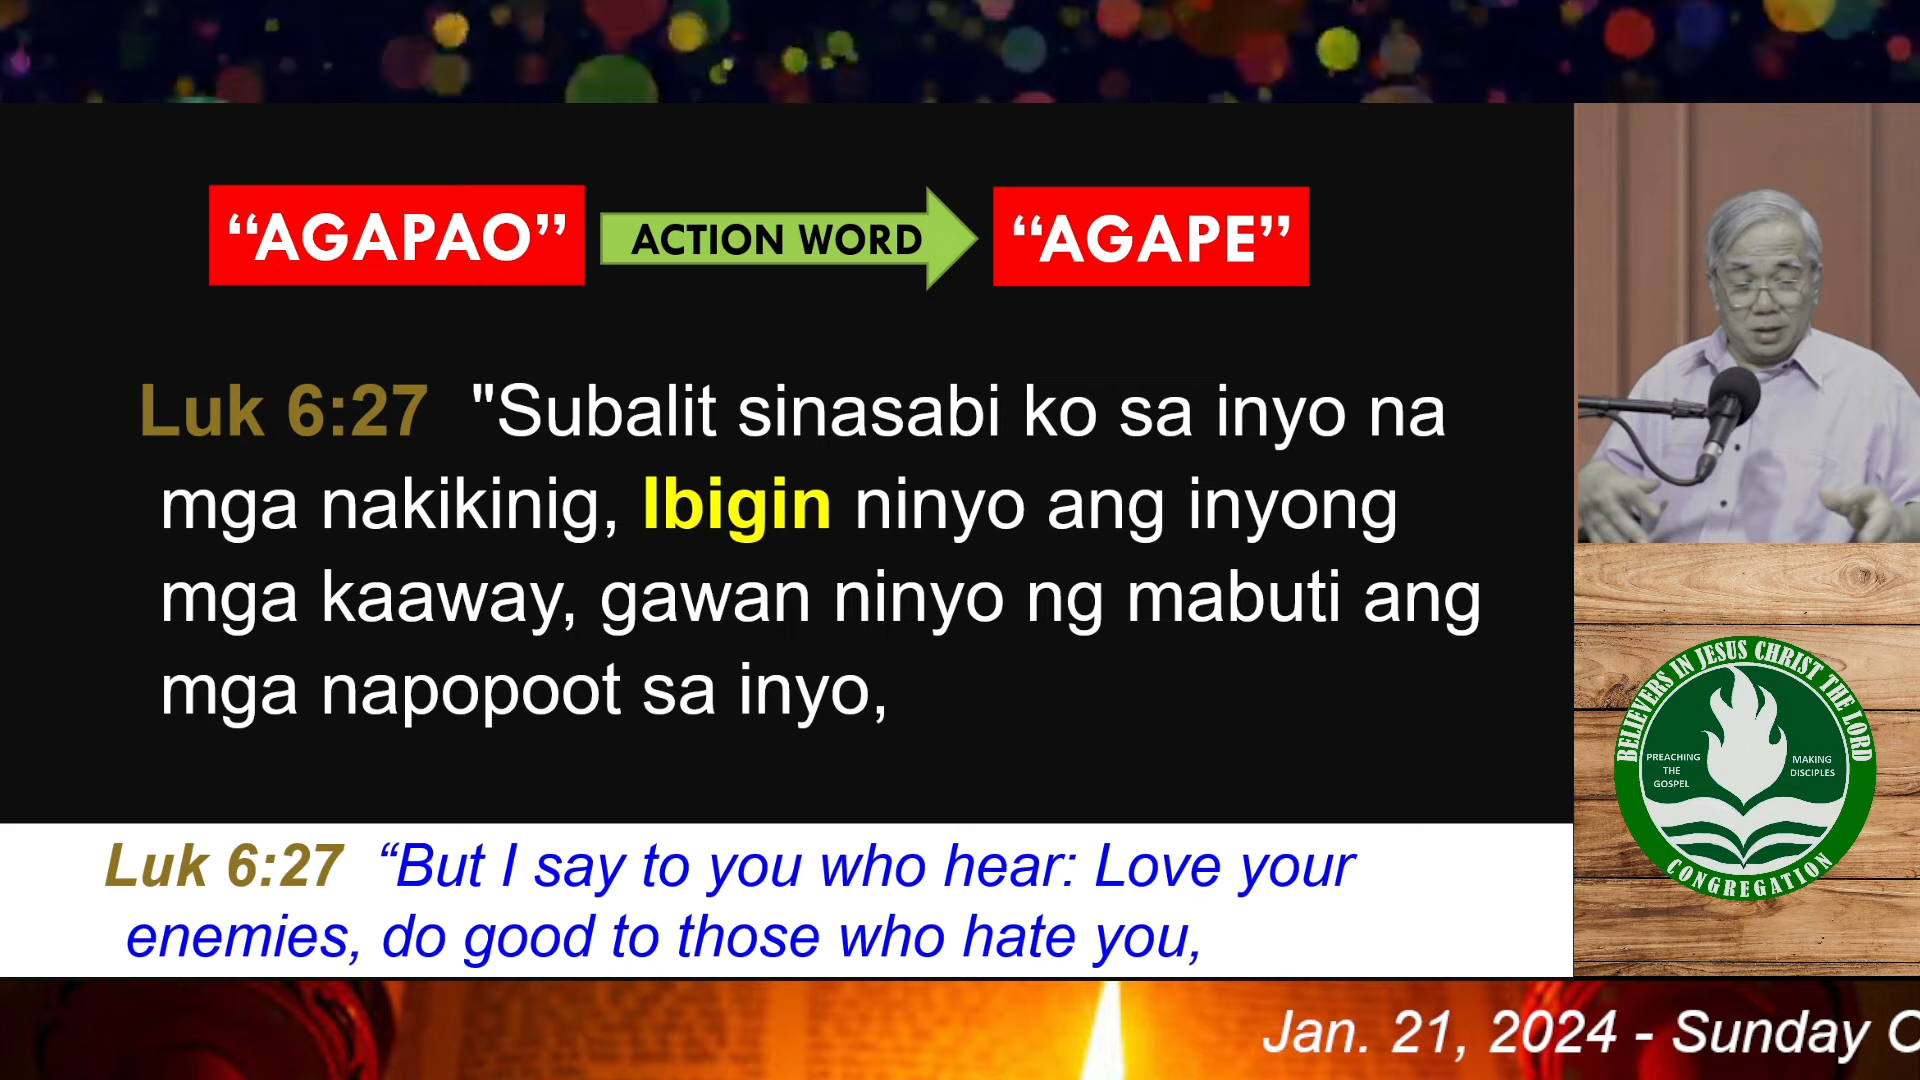 “AGAPAO” ACTION WORD “AGAPE”
Luk 6:27 "Subalit sinasabi ko sa inyo na
mga nakikinig, Ibigin ninyo ang inyong
mga kaaway, gawan ninyo ng mabuti ang
mga napopoot sa inyo,
BELIEVERS IN JESUS CHRIST THE LORD
PREACHING
THE
GOSPEL
MAKING
DISCIPLES
CONGREGATION
Luk 6:27 “But I say to you who hear: Love your
enemies, do good to those who hate you,
Jan. 21, 2024 - Sunday